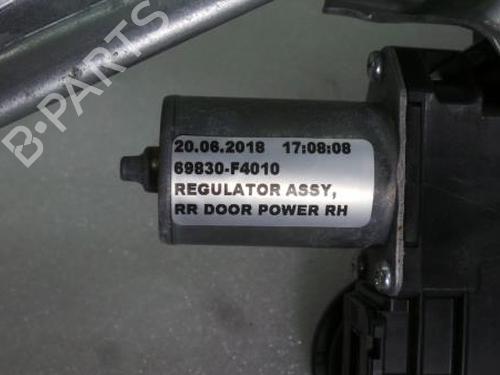 B-PARTS
20.06.2018 17:08:08
69830-F4010
REGULATOR ASSY,
RR DOOR POWER RH